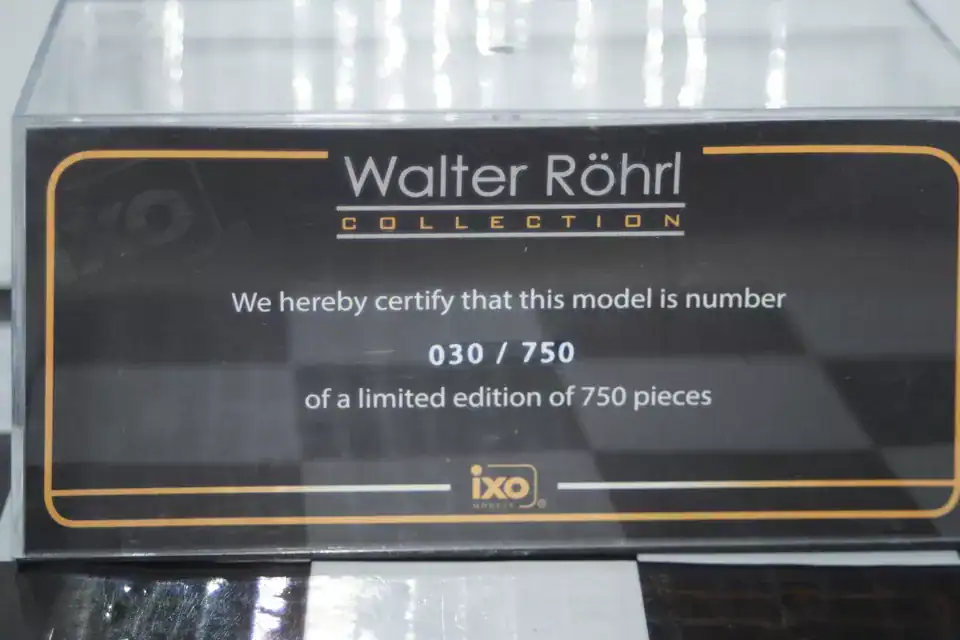 Walter Röhrl
COLLECTION
We hereby certify that this model is number
030 / 750
of a limited edition of 750 pieces
ixo
MODELS ®